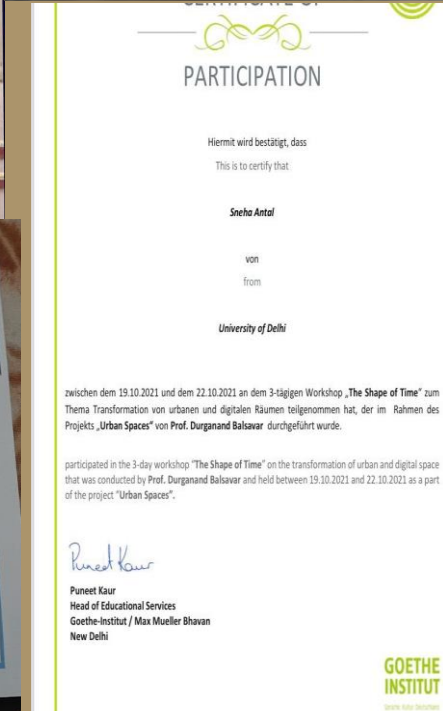 PARTICIPATION
Hiermit wird bestätigt, dass
This is to certify that
Sneha Antal
von
from
University of Delhi
zwischen dem 19.10.2021 und dem 22.10.2021 an dem 3-tägigen Workshop „The Shape of Time" zum
Thema Transformation von urbanen und digitalen Räumen teilgenommen hat, der im Rahmen des
Projekts „Urban Spaces" von Prof. Durganand Balsavar durchgeführt wurde.
participated in the 3-day workshop "The Shape of Time" on the transformation of urban and digital space
that was conducted by Prof. Durganand Balsavar and held between 19.10.2021 and 22.10.2021 as a part
of the project "Urban Spaces".
Puneet Kaur
Puneet Kaur
Head of Educational Services
Goethe-Institut / Max Mueller Bhavan
New Delhi
GOETHE
INSTITUT